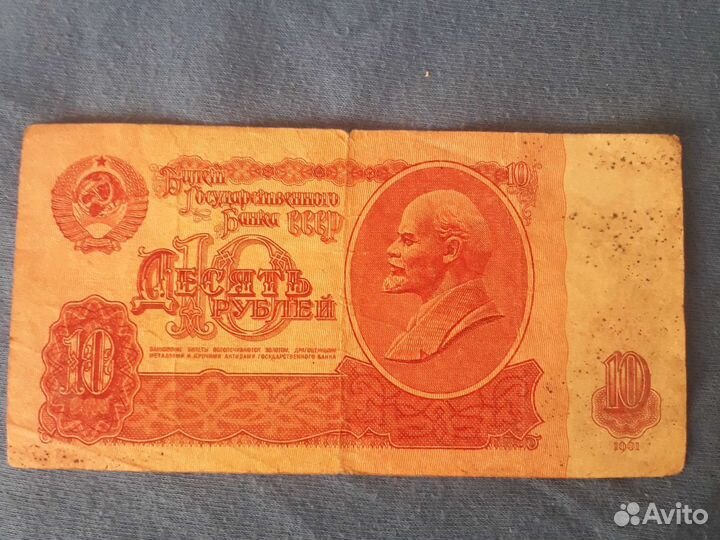 Билет
Государственного
Банка СССР
10
10
Десять
рублей
БАНКОВСКИЕ БИЛЕТЫ ОБЕСПЕЧИВАЮТСЯ ЗОЛОТОМ, ДРАГОЦЕННЫМИ
МЕТАЛЛАМИ И ПРОЧИМИ АКТИВАМИ ГОСУДАРСТВЕННОГО БАНКА
10
10
1961
Avito